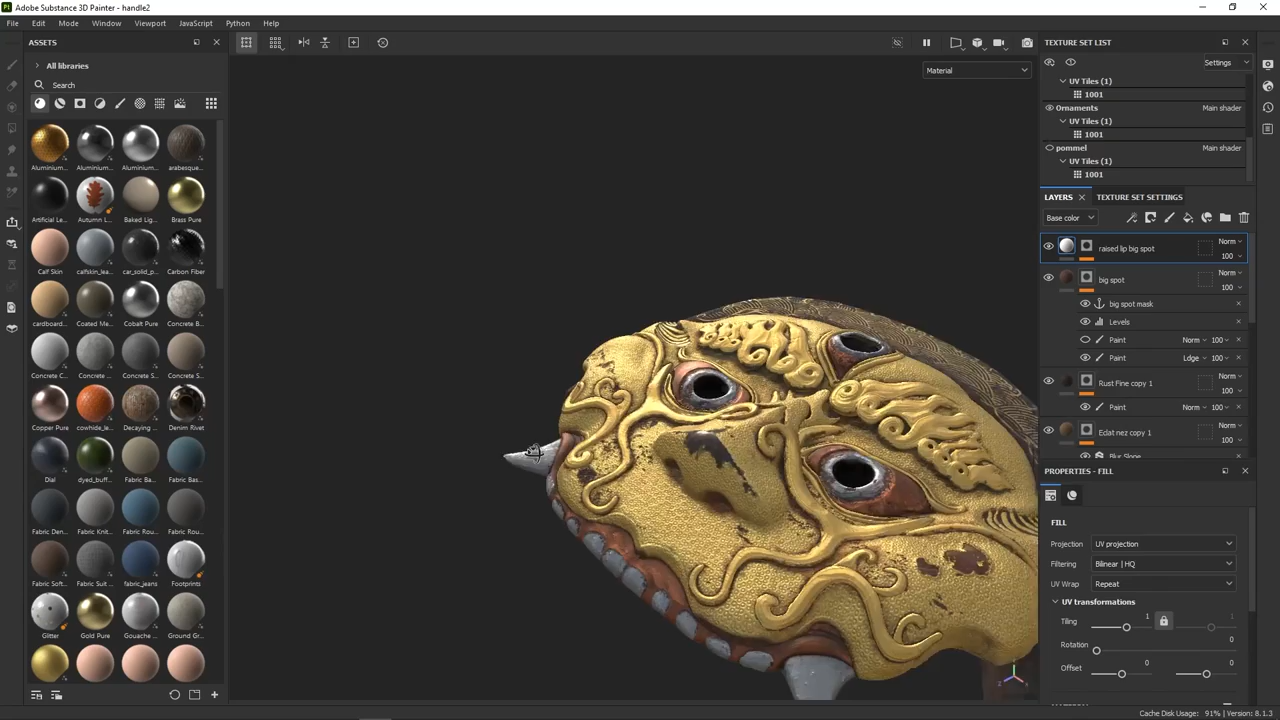 Adobe Substance 3D Painter - handle2
File Edit Mode Window Viewport JavaScript Python Help
ASSETS
All libraries
Search
Aluminium... Aluminium... Aluminium... arabesque...
Artificial Le... Autumn L... Baked Lig... Brass Pure
Calf Skin calfskin_lea... car_solid_p... Carbon Fiber
cardboard... Coated Me... Cobalt Pure Concrete B...
Concrete C... Concrete ... Concrete S... Concrete ...
Copper Pure cowhide_le... Decaying ... Denim Rivet
Dial dyed_buff... Fabric Ba... Fabric Bas...
Fabric Den... Fabric Knit... Fabric Rou... Fabric Rou...
Fabric Soft... Fabric Suit ... fabric_jeans Footprints
Glitter Gold Pure Gouache ... Ground Gr...
Material
TEXTURE SET LIST
Settings
UV Tiles (1)
1001
Ornaments Main shader
UV Tiles (1)
1001
pommel Main shader
UV Tiles (1)
1001
LAYERS TEXTURE SET SETTINGS
Base color
raised lip big spot Norm 100
big spot Norm 100
big spot mask
Levels
Paint Norm 100
Paint Ldge 100
Rust Fine copy 1 Norm 100
Paint Norm 100
Eclat nez copy 1 Norm 100
Blur Slope
PROPERTIES - FILL
FILL
Projection UV projection
Filtering Bilinear | HQ
UV Wrap Repeat
UV transformations
Tiling 1 1
Rotation 0
Offset 0 0
Cache Disk Usage: 91% | Version: 8.1.3